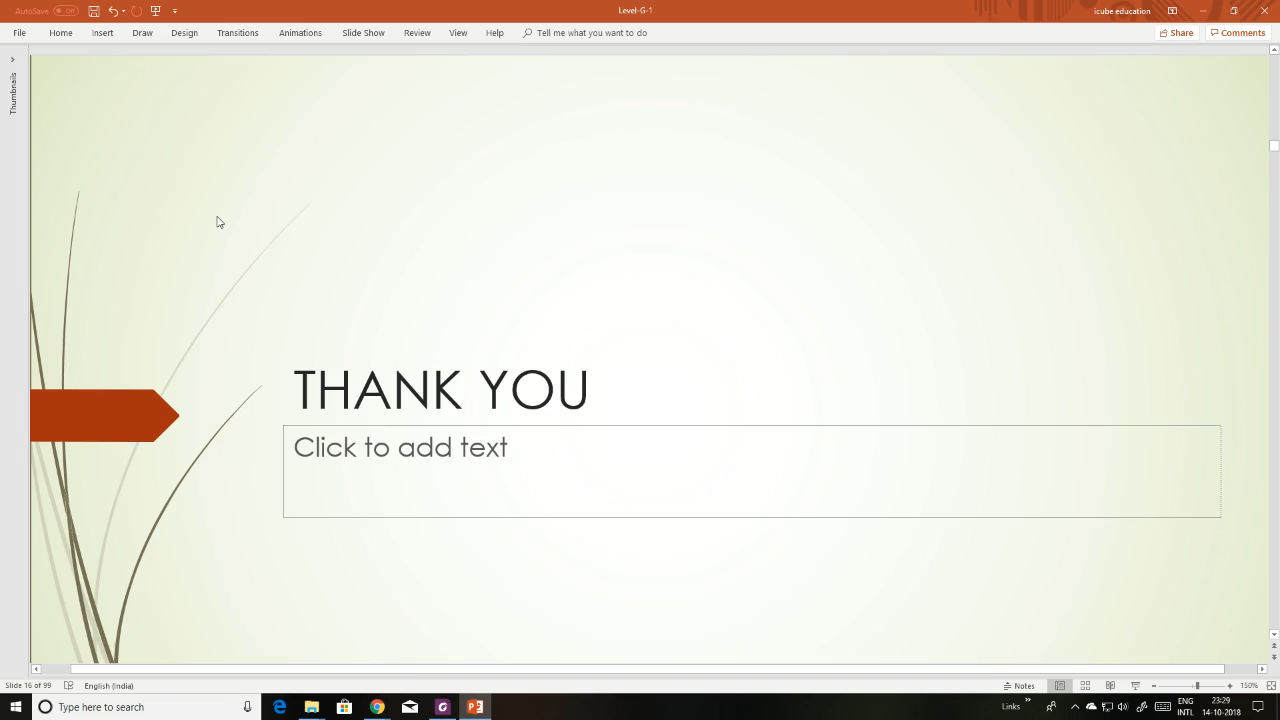 AutoSave Off
Level-G-1
icube education
File Home Insert Draw Design Transitions Animations Slide Show Review View Help Tell me what you want to do
Share Comments
Thumbnails
THANK YOU
Click to add text
Slide 16 of 99 English (India)
Notes 150%
Type here to search
Links
ENG
INTL
23:29
14-10-2018